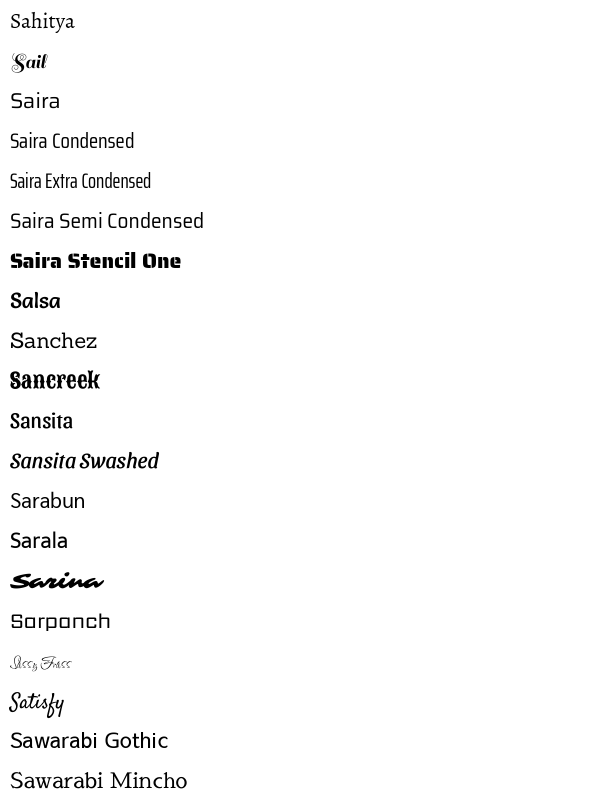 Sahitya
Sail
Saira
Saira Condensed
Saira Extra Condensed
Saira Semi Condensed
Saira Stencil One
Salsa
Sanchez
Sancreek
Sansita
Sansita Swashed
Sarabun
Sarala
Sarina
Sarpanch
Sassy Frass
Satisfy
Sawarabi Gothic
Sawarabi Mincho